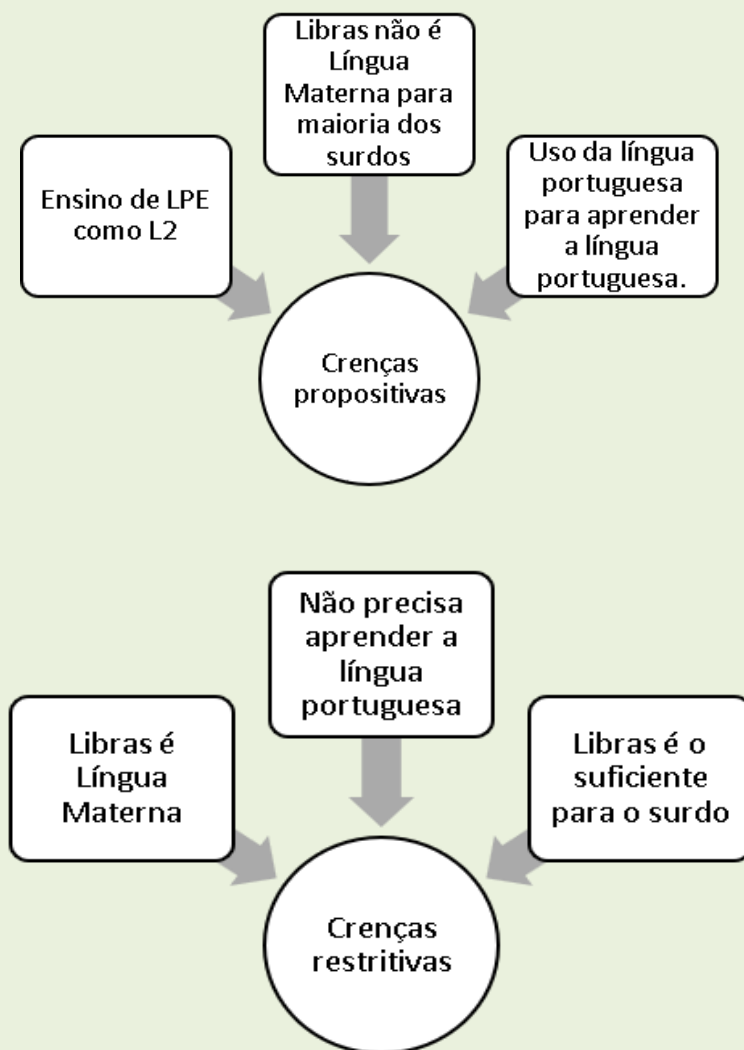 Libras não é
Língua
Materna para
maioria dos
surdos
Ensino de LPE
como L2
Uso da língua
portuguesa
para aprender
a língua
portuguesa.
Crenças
propositivas
Não precisa
aprender a
língua
portuguesa
Libras é
Língua
Materna
Libras é o
suficiente
para o surdo
Crenças
restritivas